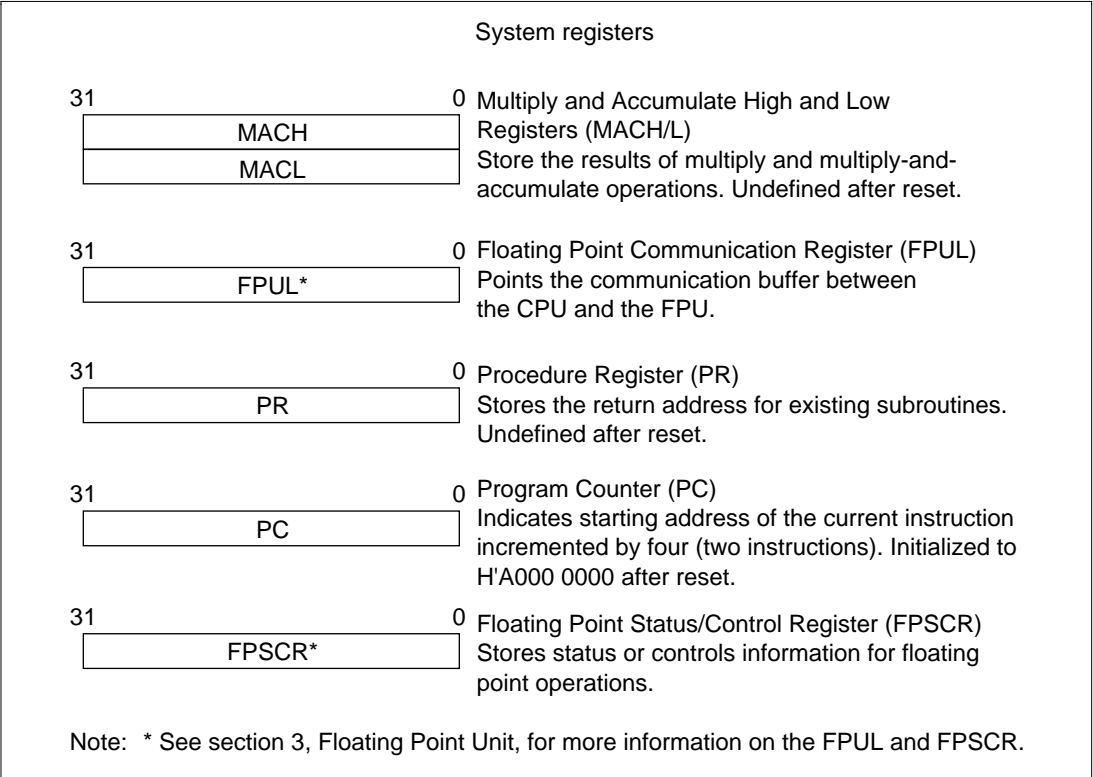 System registers
31 0
MACH
MACL
Multiply and Accumulate High and Low
Registers (MACH/L)
Store the results of multiply and multiply-and-
accumulate operations. Undefined after reset.
31 0
FPUL*
Floating Point Communication Register (FPUL)
Points the communication buffer between
the CPU and the FPU.
31 0
PR
Procedure Register (PR)
Stores the return address for existing subroutines.
Undefined after reset.
31 0
PC
Program Counter (PC)
Indicates starting address of the current instruction
incremented by four (two instructions). Initialized to
H'A000 0000 after reset.
31 0
FPSCR*
Floating Point Status/Control Register (FPSCR)
Stores status or controls information for floating
point operations.
Note: * See section 3, Floating Point Unit, for more information on the FPUL and FPSCR.